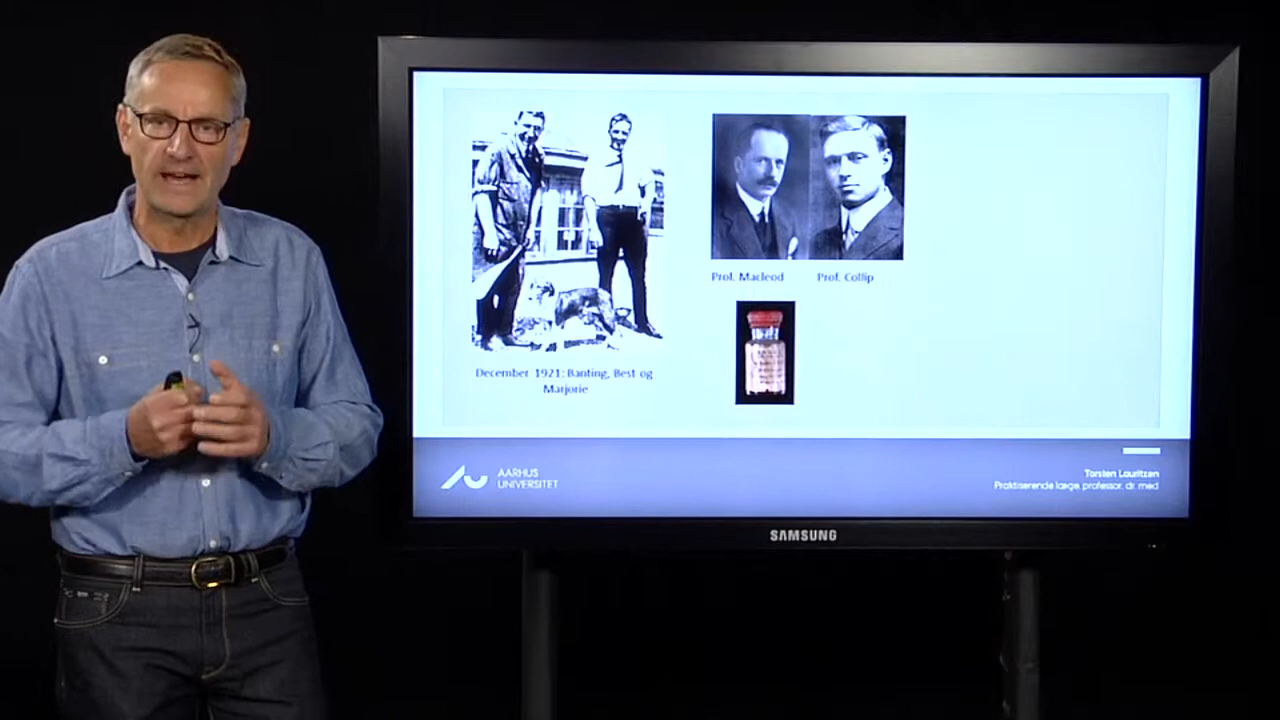 Prof. Macleod
Prof. Collip
December 1921: Banting, Best og
Marjorie
AARHUS
UNIVERSITET
Torsten Lauritzen
Praktiserende læge, professor, dr. med
SAMSUNG